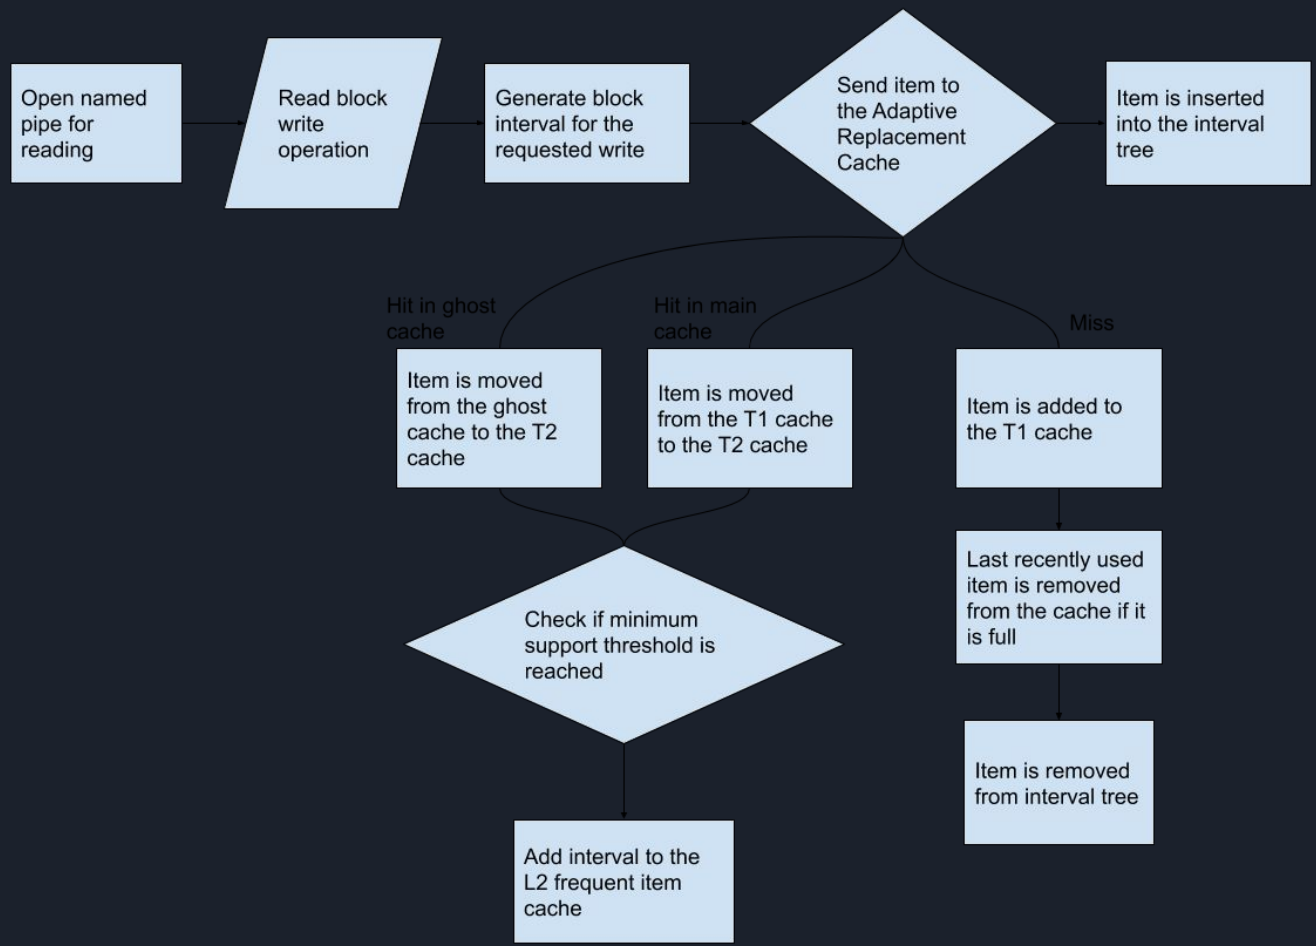 Open named
pipe for
reading
Read block
write
operation
Generate block
interval for the
requested write
Send item to
the Adaptive
Replacement
Cache
Item is inserted
into the interval
tree
Hit in ghost
cache
Hit in main
cache
Miss
Item is moved
from the ghost
cache to the T2
cache
Item is moved
from the T1 cache
to the T2 cache
Item is added to
the T1 cache
Last recently used
item is removed
from the cache if it
is full
Check if minimum
support threshold is
reached
Item is removed
from interval tree
Add interval to the
L2 frequent item
cache